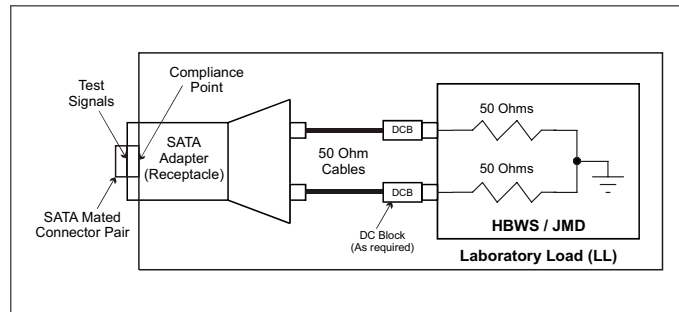 Test
Signals
Compliance
Point
SATA
Adapter
(Receptacle)
SATA Mated
Connector Pair
50 Ohm
Cables
DCB
DCB
DC Block
(As required)
50 Ohms
50 Ohms
HBWS / JMD
Laboratory Load (LL)